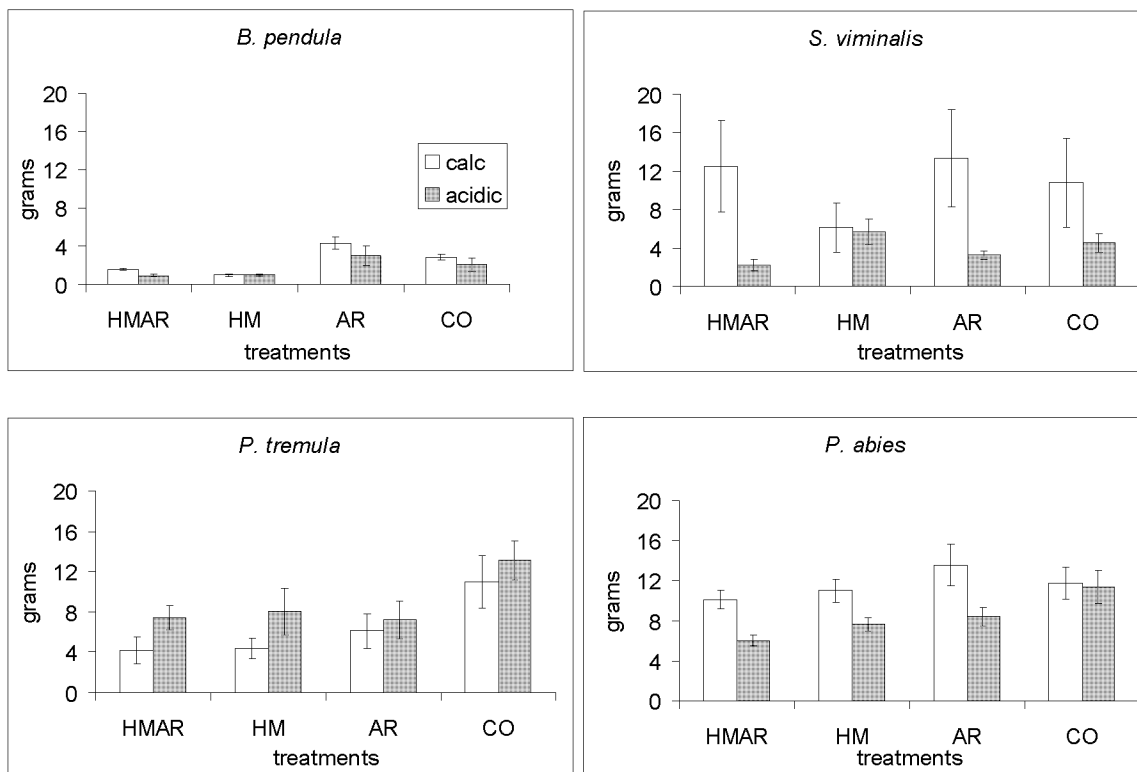 B. pendula
20
16
12
8
4
0
grams
calc
acidic
HMAR HM AR CO
treatments
S. viminalis
20
16
12
8
4
0
grams
HMAR HM AR CO
treatments
P. tremula
20
16
12
8
4
0
grams
HMAR HM AR CO
treatments
P. abies
20
16
12
8
4
0
grams
HMAR HM AR CO
treatments